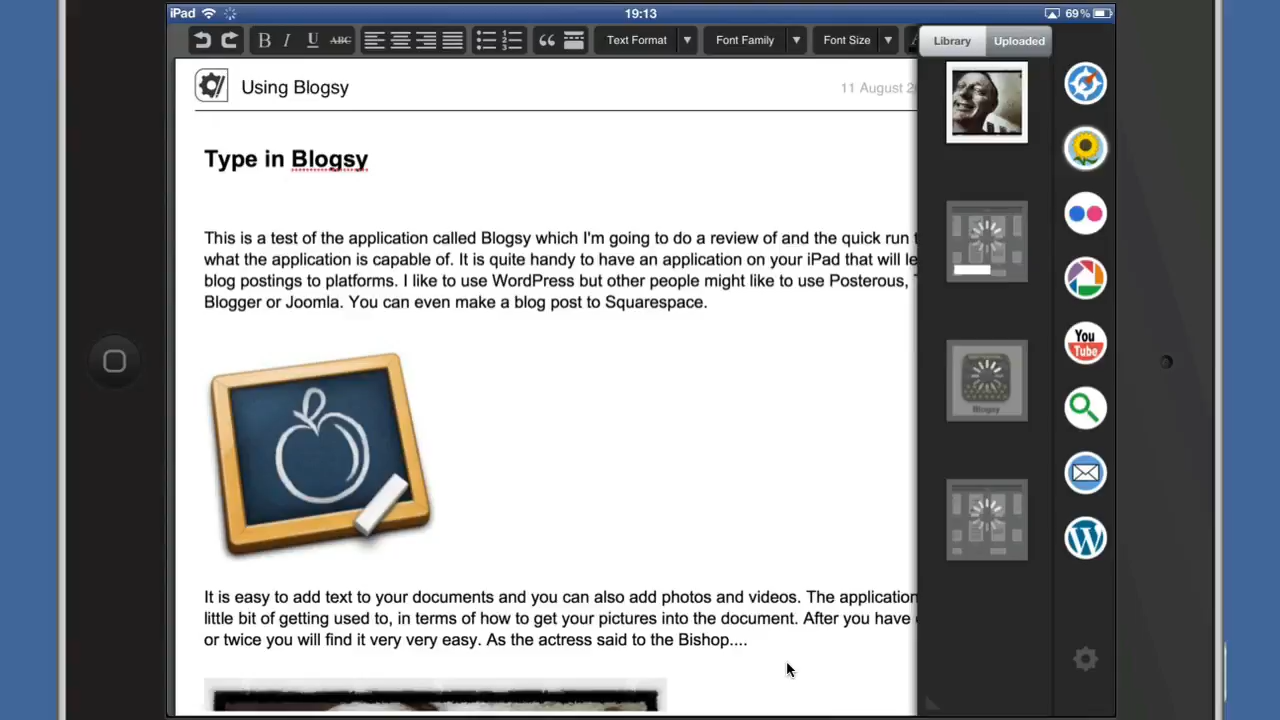 iPad 19:13 69%
B I U ABC Text Format Font Family Font Size Library Uploaded
Using Blogsy 11 August
Type in Blogsy
This is a test of the application called Blogsy which I'm going to do a review of and the quick run
what the application is capable of. It is quite handy to have an application on your iPad that will
blog postings to platforms. I like to use WordPress but other people might like to use Posterous,
Blogger or Joomla. You can even make a blog post to Squarespace.
You
Tube
Blogsy
It is easy to add text to your documents and you can also add photos and videos. The application
little bit of getting used to, in terms of how to get your pictures into the document. After you have
or twice you will find it very very easy. As the actress said to the Bishop....